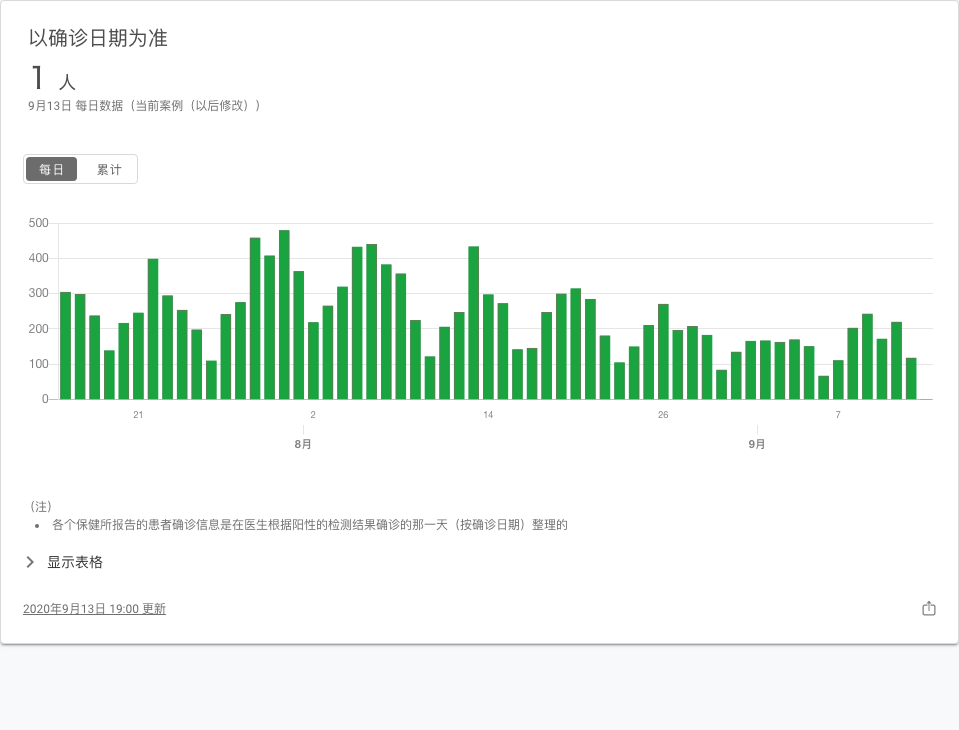 以确诊日期为准
1 人
9月13日 每日数据（当前案例（以后修改））
每日 累计
500
400
300
200
100
0
21 2 14 26 7
8月 9月
（注）
• 各个保健所报告的患者确诊信息是在医生根据阳性的检测结果确诊的那一天（按确诊日期）整理的
显示表格
2020年9月13日 19:00 更新